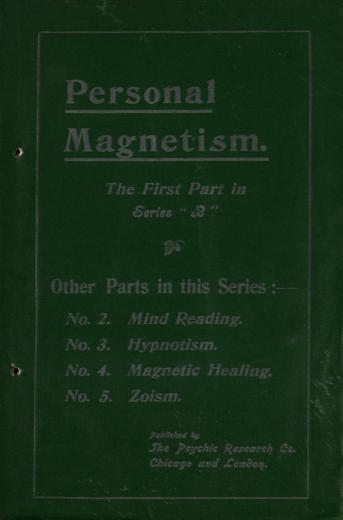 Personal
Magnetism.
The First Part in
Series "B"
Other Parts in this Series :—
No. 2. Mind Reading.
No. 3. Hypnotism.
No. 4. Magnetic Healing.
No. 5. Zoism.
Published by
The Psychic Research Co.
Chicago and London.